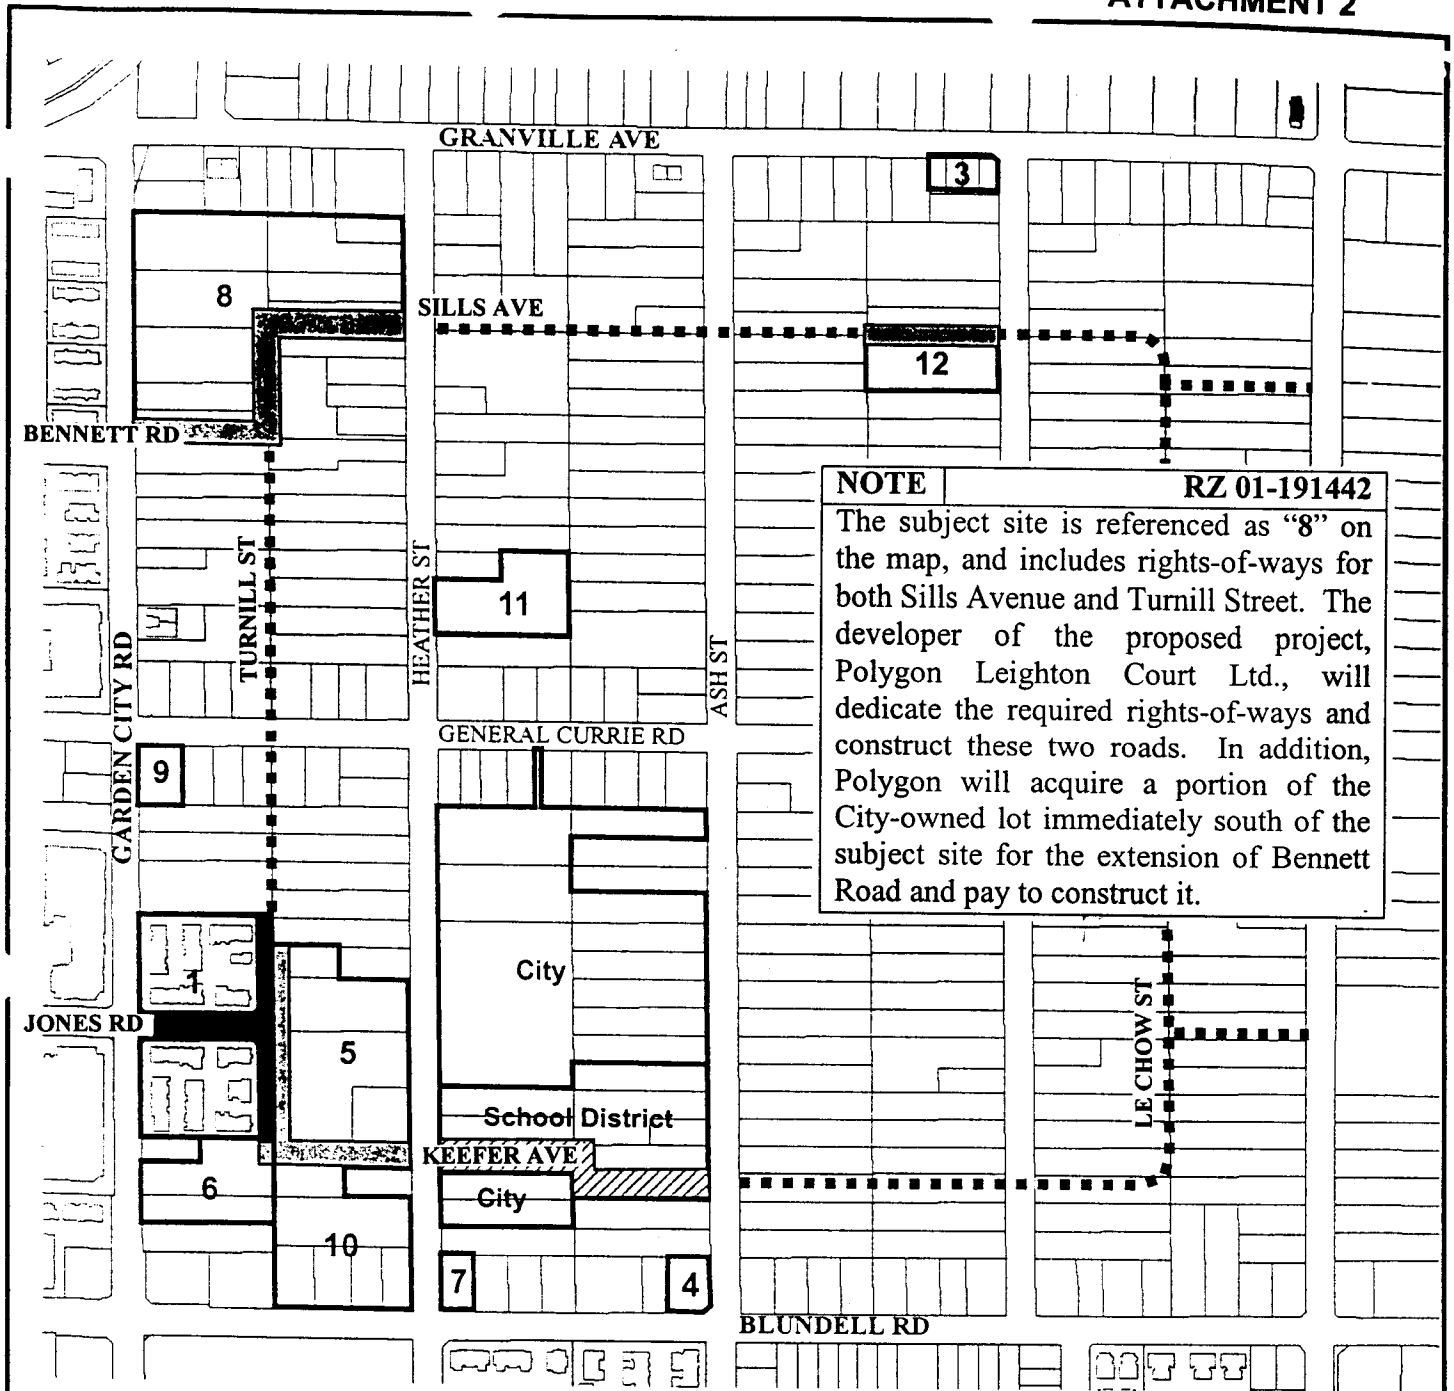 ATTACHMENT 2
GRANVILLE AVE
3
8
SILLS AVE
12
BENNETT RD
NOTE RZ 01-191442
The subject site is referenced as “8” on
the map, and includes rights-of-ways for
both Sills Avenue and Turnill Street. The
developer of the proposed project,
Polygon Leighton Court Ltd., will
dedicate the required rights-of-ways and
construct these two roads. In addition,
Polygon will acquire a portion of the
City-owned lot immediately south of the
subject site for the extension of Bennett
Road and pay to construct it.
TURNILL ST
HEATHER ST
11
ASH ST
GARDEN CITY RD
GENERAL CURRIE RD
9
1
City
JONES RD
5
LE CHOW ST
School District
KEEFER AVE
6
City
10
7
4
BLUNDELL RD